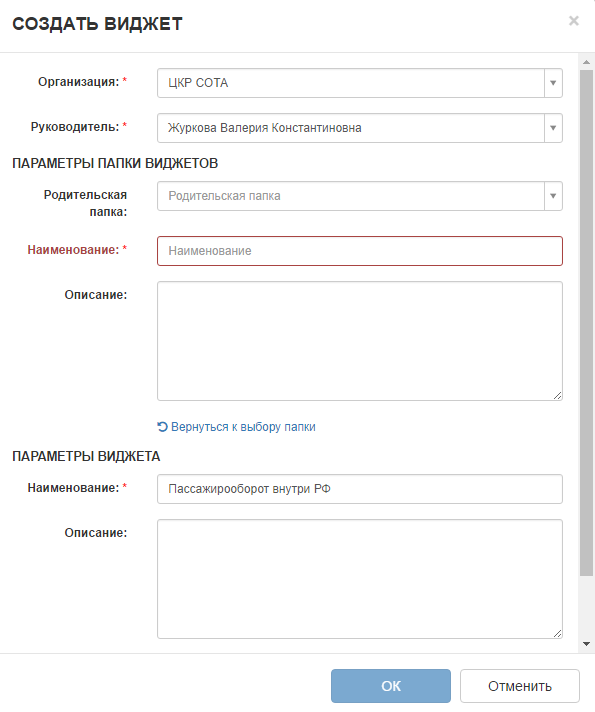 СОЗДАТЬ ВИДЖЕТ ×
Организация: * ЦКР СОТА
Руководитель: * Журкова Валерия Константиновна
ПАРАМЕТРЫ ПАПКИ ВИДЖЕТОВ
Родительская папка: Родительская папка
Наименование: * Наименование
Описание:
Вернуться к выбору папки
ПАРАМЕТРЫ ВИДЖЕТА
Наименование: * Пассажирооборот внутри РФ
Описание:
ОК Отменить